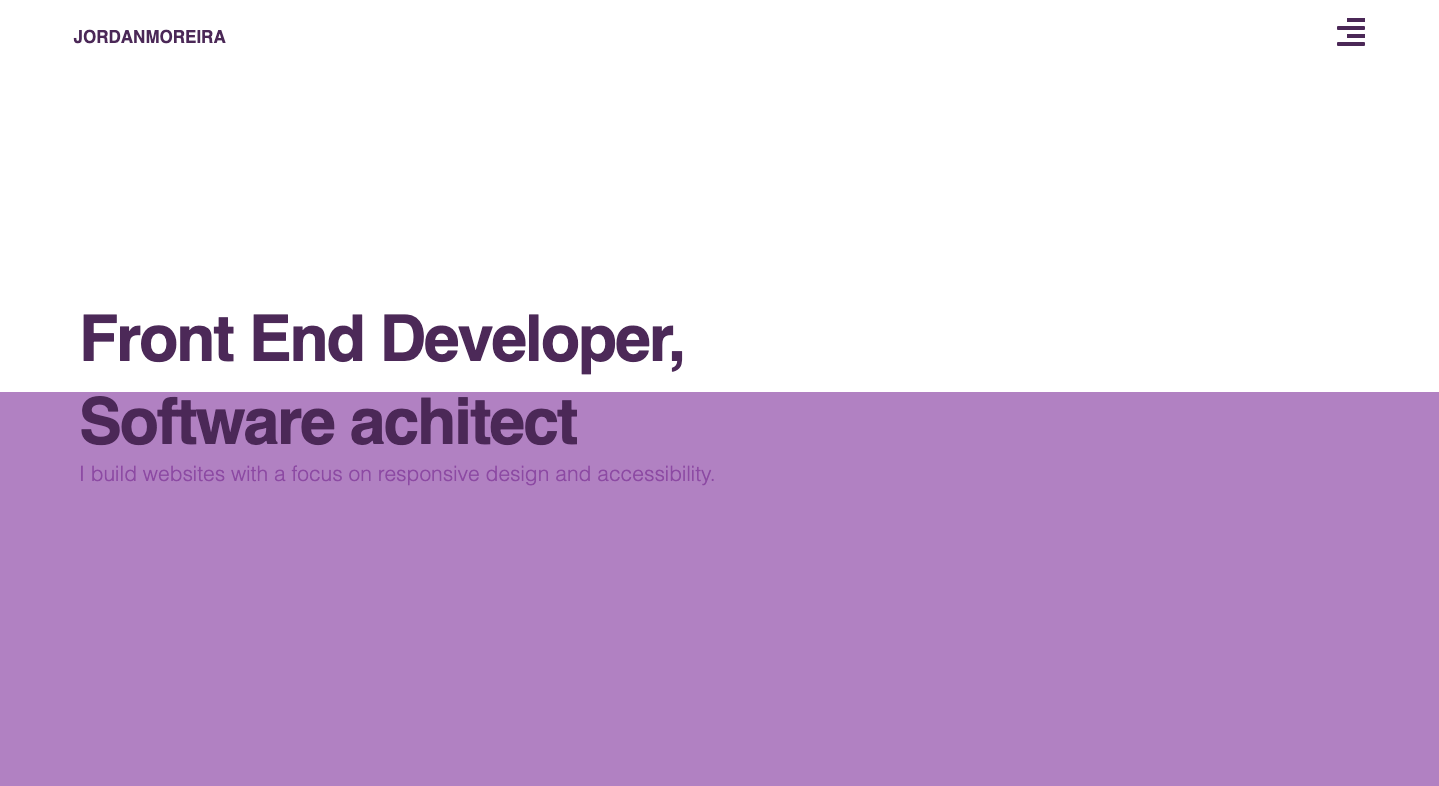 JORDANMOREIRA
Front End Developer,
Software achitect
I build websites with a focus on responsive design and accessibility.